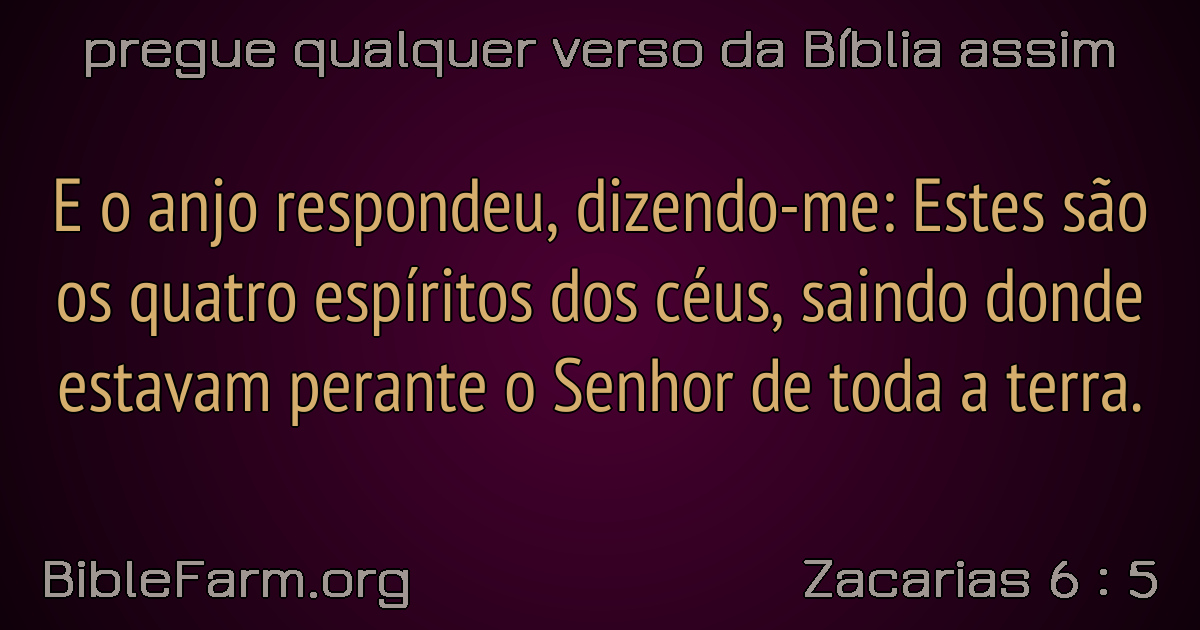 pregue qualquer verso da Bíblia assim
E o anjo respondeu, dizendo-me: Estes são
os quatro espíritos dos céus, saindo donde
estavam perante o Senhor de toda a terra.
BibleFarm.org
Zacarias 6 : 5